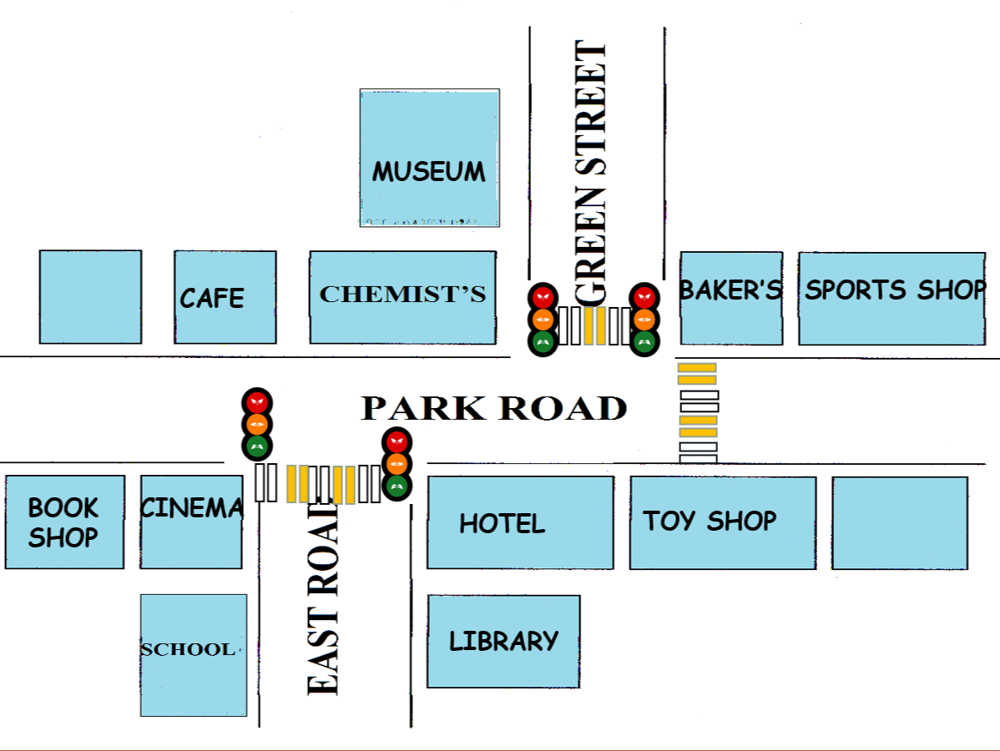 GREEN STREET
MUSEUM
CAFE
CHEMIST'S
BAKER'S
SPORTS SHOP
PARK ROAD
BOOK
SHOP
CINEMA
HOTEL
TOY SHOP
EAST ROAD
SCHOOL
LIBRARY